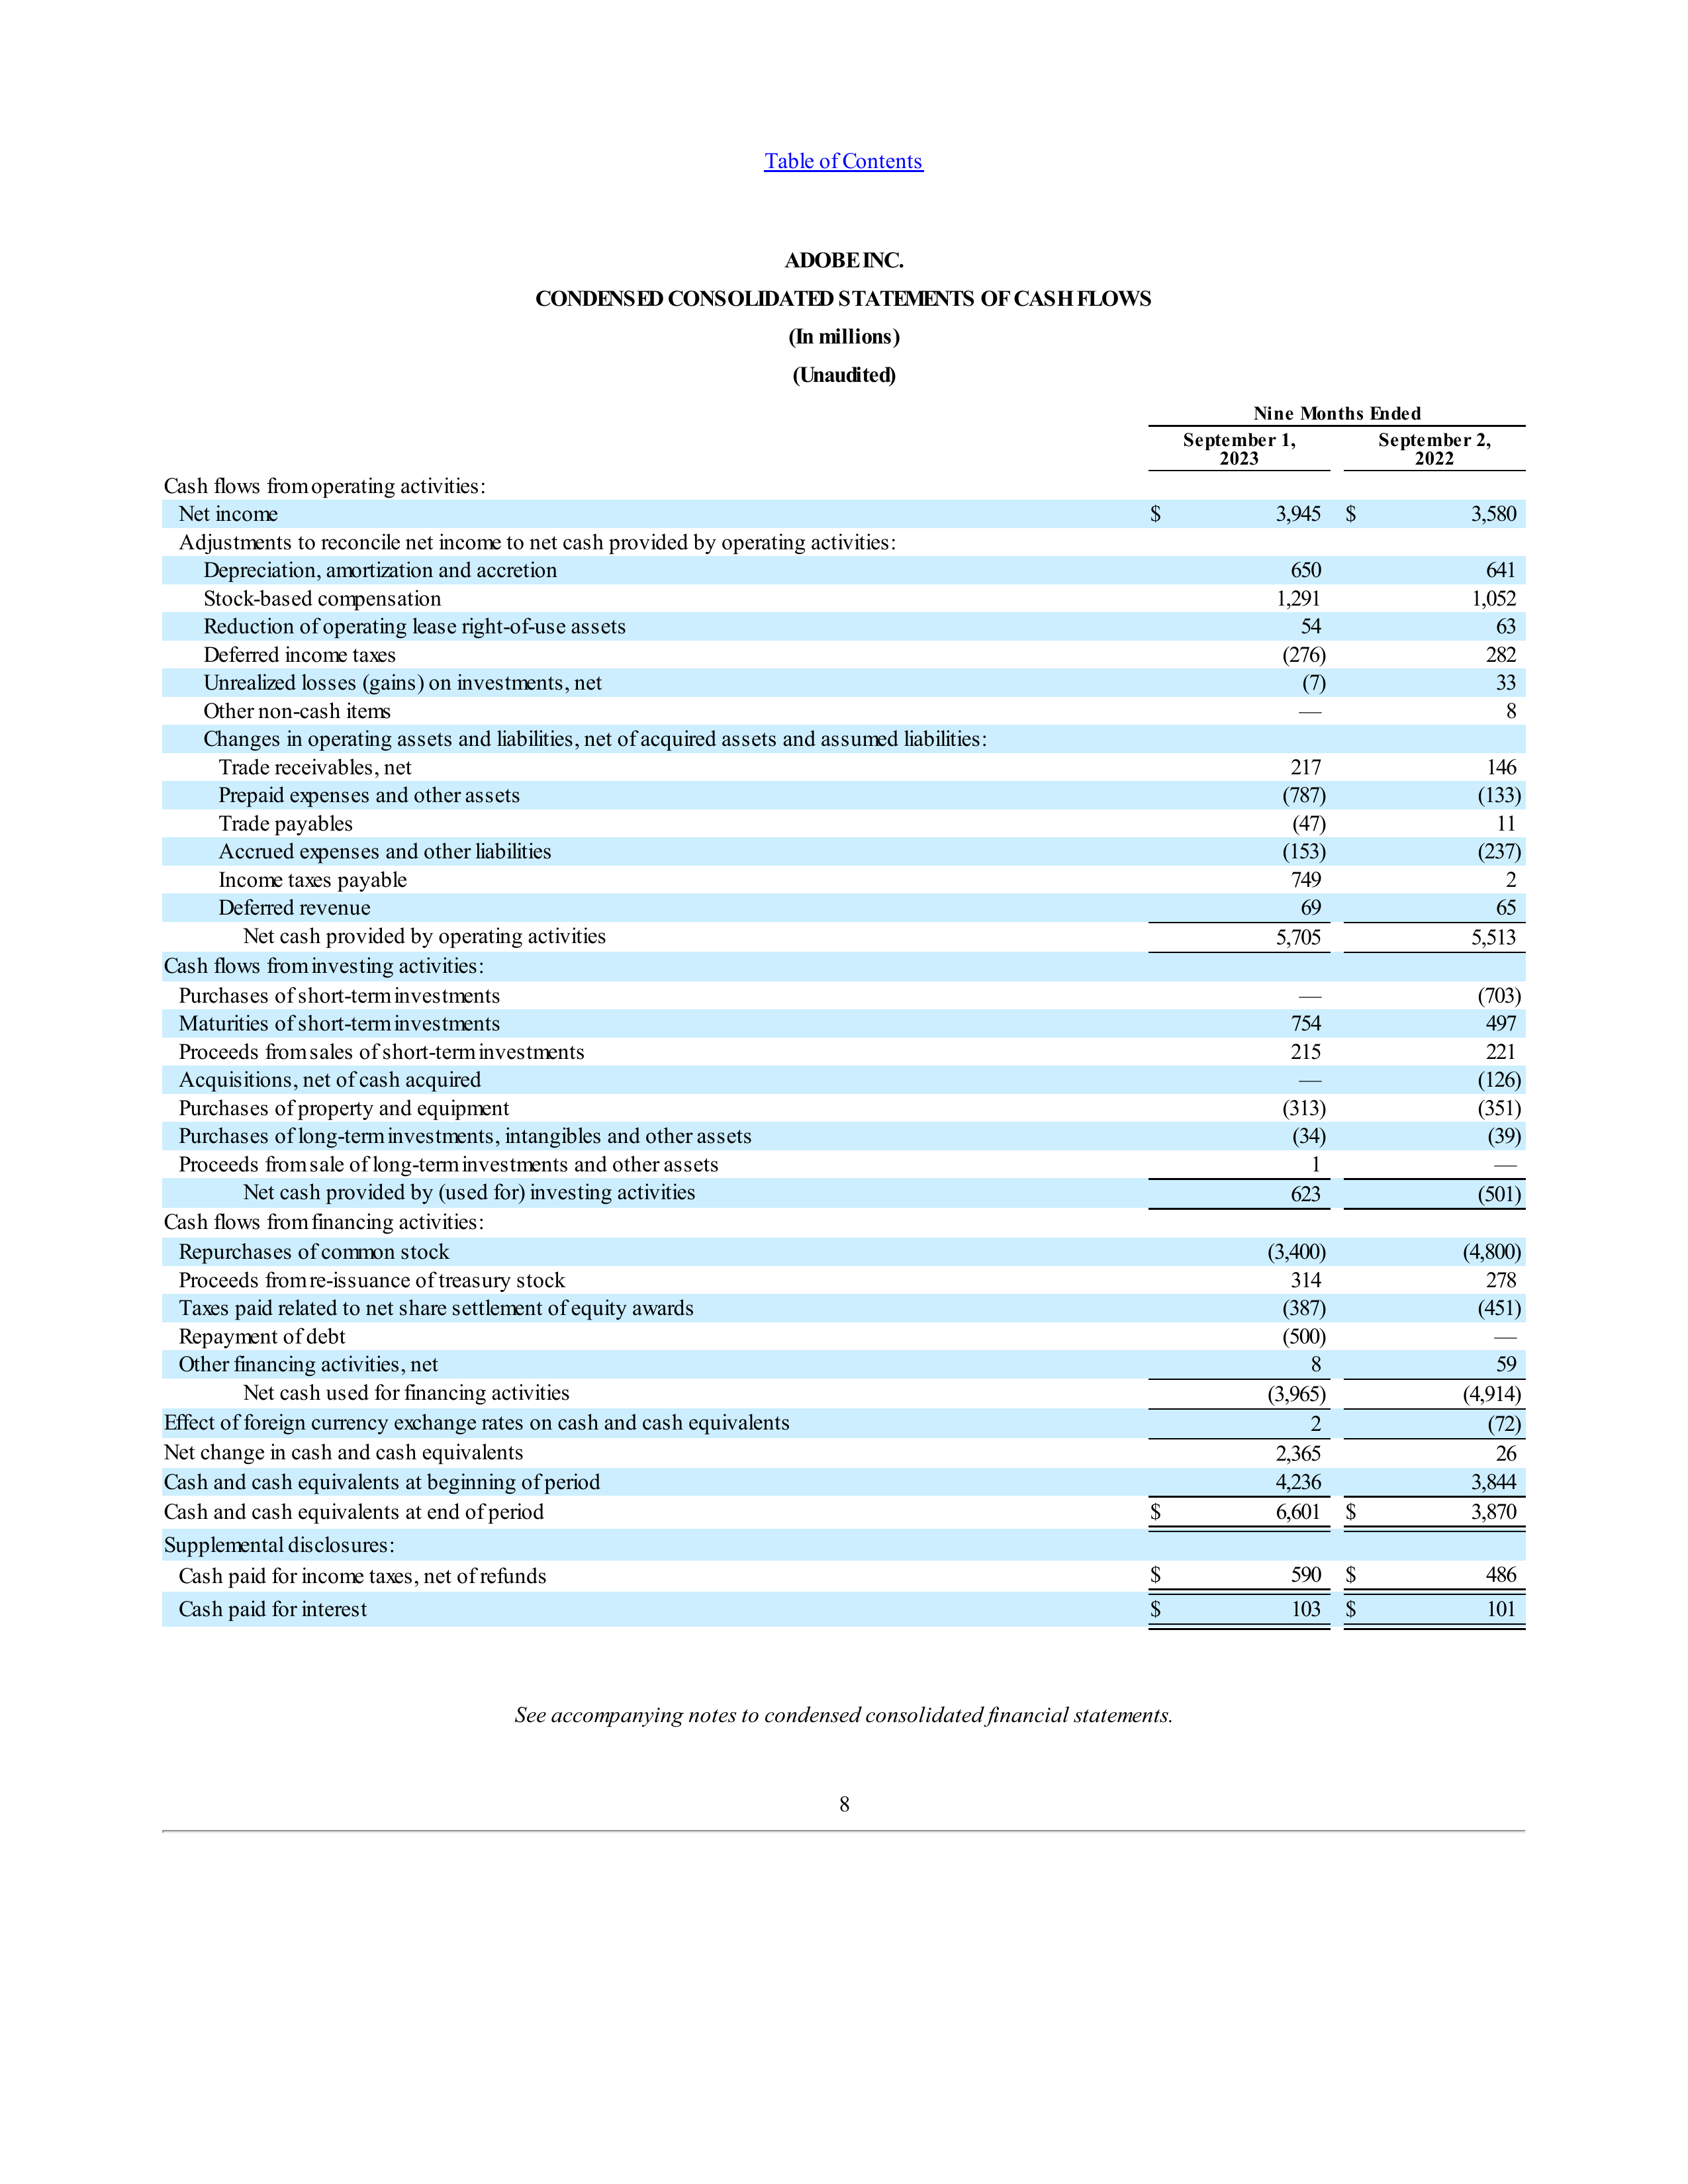 Table of Contents
ADOBE INC.
CONDENSED CONSOLIDATED STATEMENTS OF CASH FLOWS
(In millions)
(Unaudited)
Nine Months Ended
September 1, 2023 September 2, 2022
Cash flows from operating activities:
Net income $ 3,945 $ 3,580
Adjustments to reconcile net income to net cash provided by operating activities:
Depreciation, amortization and accretion 650 641
Stock-based compensation 1,291 1,052
Reduction of operating lease right-of-use assets 54 63
Deferred income taxes (276) 282
Unrealized losses (gains) on investments, net (7) 33
Other non-cash items — 8
Changes in operating assets and liabilities, net of acquired assets and assumed liabilities:
Trade receivables, net 217 146
Prepaid expenses and other assets (787) (133)
Trade payables (47) 11
Accrued expenses and other liabilities (153) (237)
Income taxes payable 749 2
Deferred revenue 69 65
Net cash provided by operating activities 5,705 5,513
Cash flows from investing activities:
Purchases of short-term investments — (703)
Maturities of short-term investments 754 497
Proceeds from sales of short-term investments 215 221
Acquisitions, net of cash acquired — (126)
Purchases of property and equipment (313) (351)
Purchases of long-term investments, intangibles and other assets (34) (39)
Proceeds from sale of long-term investments and other assets 1 —
Net cash provided by (used for) investing activities 623 (501)
Cash flows from financing activities:
Repurchases of common stock (3,400) (4,800)
Proceeds from re-issuance of treasury stock 314 278
Taxes paid related to net share settlement of equity awards (387) (451)
Repayment of debt (500) —
Other financing activities, net 8 59
Net cash used for financing activities (3,965) (4,914)
Effect of foreign currency exchange rates on cash and cash equivalents 2 (72)
Net change in cash and cash equivalents 2,365 26
Cash and cash equivalents at beginning of period 4,236 3,844
Cash and cash equivalents at end of period $ 6,601 $ 3,870
Supplemental disclosures:
Cash paid for income taxes, net of refunds $ 590 $ 486
Cash paid for interest $ 103 $ 101
See accompanying notes to condensed consolidated financial statements.
8